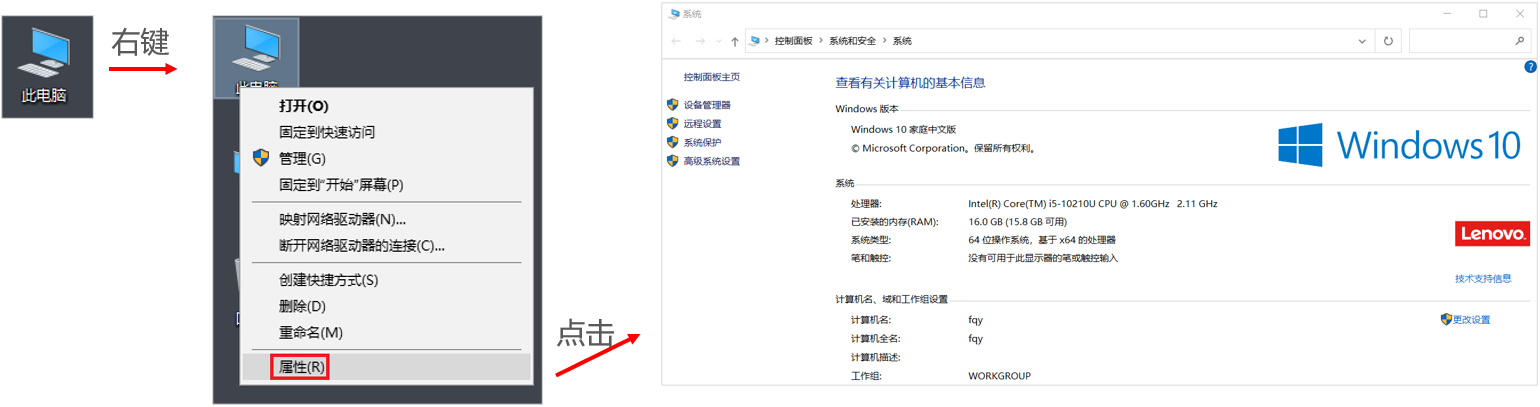 此电脑
右键
此电脑
打开(O)
固定到快速访问
管理(G)
固定到"开始"屏幕(P)
映射网络驱动器(N)...
断开网络驱动器的连接(C)...
创建快捷方式(S)
删除(D)
重命名(M)
属性(R)
点击
系统
控制面板 › 系统和安全 › 系统
控制面板主页
设备管理器
远程设置
系统保护
高级系统设置
查看有关计算机的基本信息
Windows 版本
Windows 10 家庭中文版
© Microsoft Corporation。保留所有权利。
Windows 10
系统
处理器: Intel(R) Core(TM) i5-10210U CPU @ 1.60GHz 2.11 GHz
已安装的内存(RAM): 16.0 GB (15.8 GB 可用)
系统类型: 64 位操作系统，基于 x64 的处理器
笔和触控: 没有可用于此显示器的笔或触控输入
Lenovo.
技术支持信息
计算机名、域和工作组设置
计算机名: fqy
更改设置
计算机全名: fqy
计算机描述:
工作组: WORKGROUP